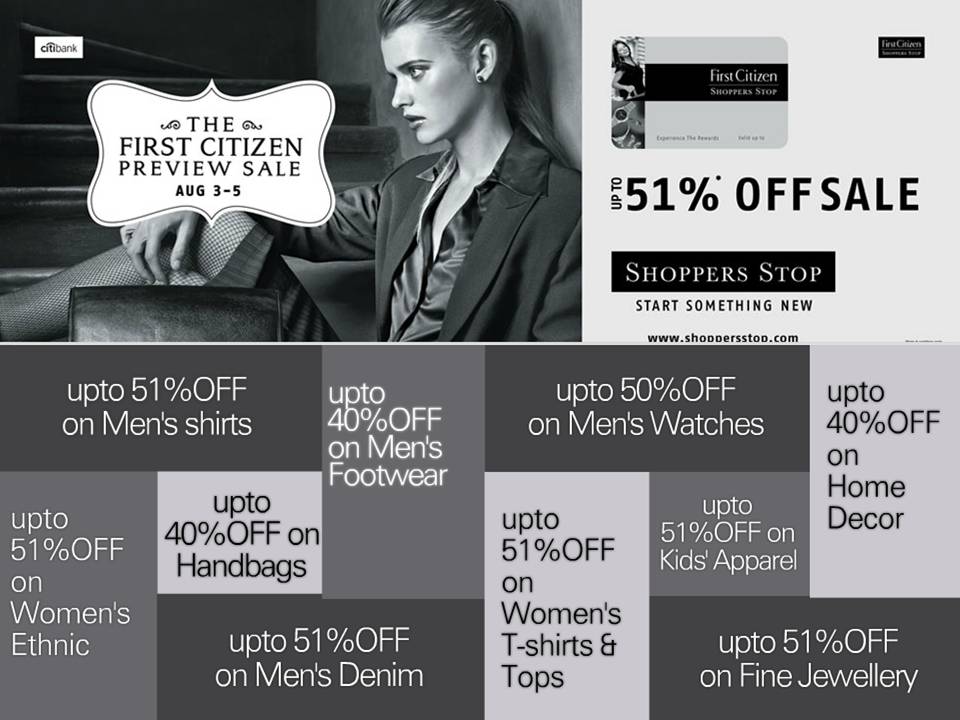 citibank
THE
FIRST CITIZEN
PREVIEW SALE
AUG 3-5
First Citizen
SHOPPERS STOP
Experience The Rewards
Valid up to
First Citizen
SHOPPERS STOP
UPTO 51%* OFF SALE
SHOPPERS STOP
START SOMETHING NEW
www.shoppersstop.com
upto 51%OFF
on Men's shirts
upto
40%OFF
on Men's
Footwear
upto 50%OFF
on Men's Watches
upto
40%OFF
on
Home
Decor
upto
51%OFF
on
Women's
Ethnic
upto
40%OFF on
Handbags
upto
51%OFF
on
Women's
T-shirts &
Tops
upto
51%OFF on
Kids' Apparel
upto 51%OFF
on Men's Denim
upto 51%OFF
on Fine Jewellery